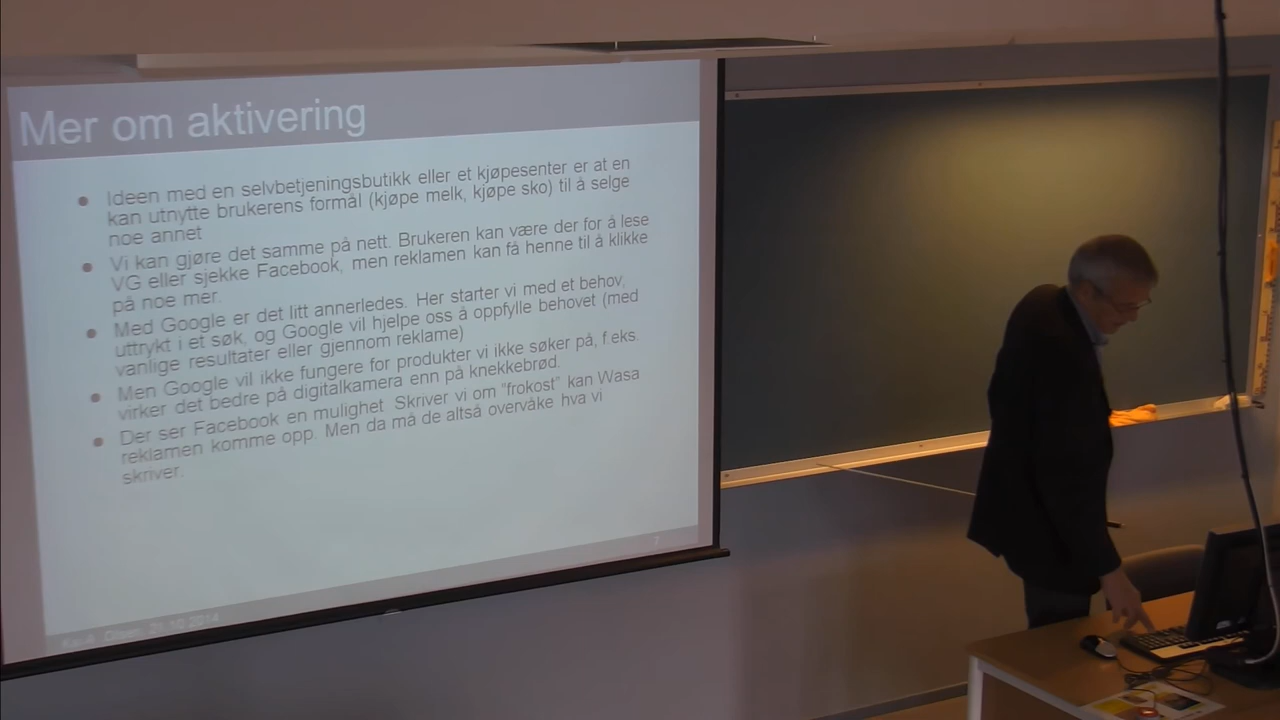 Mer om aktivering
Ideen med en selvbetjeningsbutikk eller et kjøpesenter er at en
kan utnytte brukerens formål (kjøpe melk, kjøpe sko) til å selge
noe annet
Vi kan gjøre det samme på nett. Brukeren kan være der for å lese
VG eller sjekke Facebook, men reklamen kan få henne til å klikke
på noe mer.
Med Google er det litt annerledes. Her starter vi med et behov,
uttrykt i et søk, og Google vil hjelpe oss å oppfylle behovet (med
vanlige resultater eller gjennom reklame)
Men Google vil ikke fungere for produkter vi ikke søker på, f.eks.
virker det bedre på digitalkamera enn på knekkebrød.
Der ser Facebook en mulighet. Skriver vi om "frokost" kan Wasa
reklamen komme opp. Men da må de altså overvåke hva vi
skriver.
Olsen, 21.10.2014
7